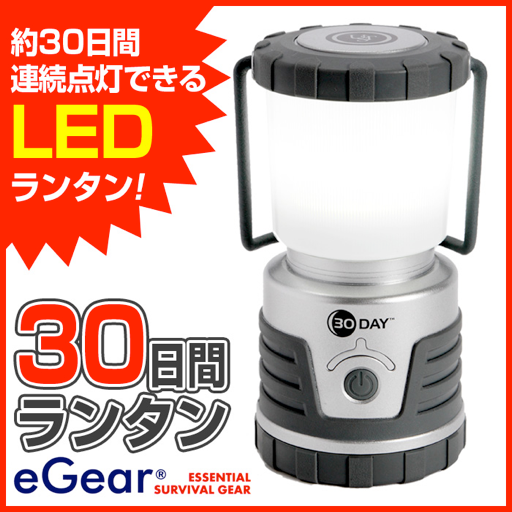 約30日間
連続点灯できる
LED
ランタン!
30 DAY™
30日間
ランタン
eGear®
ESSENTIAL
SURVIVAL GEAR